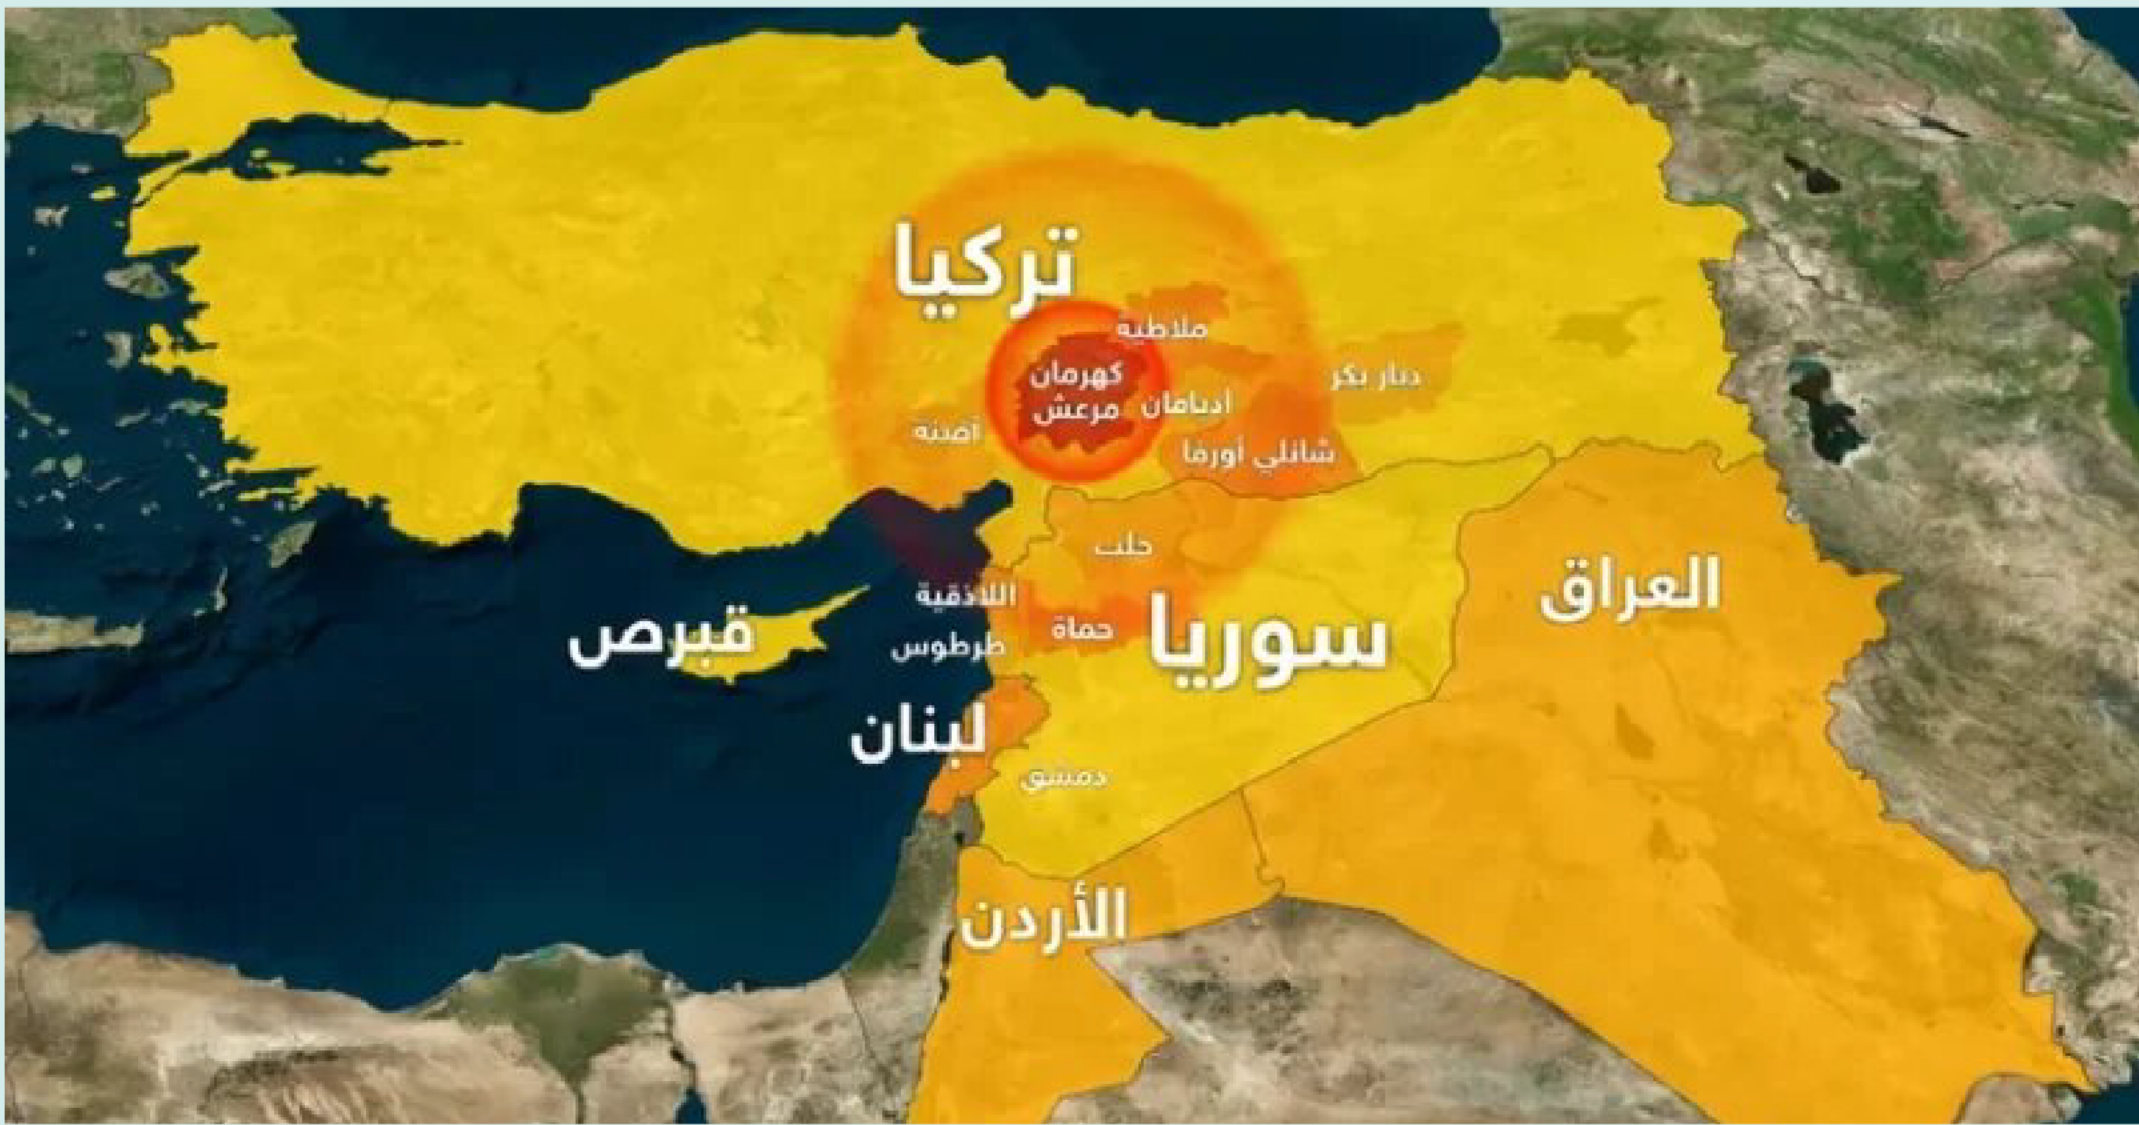 تركيا
ملاطية
كهرمان
مرعش
أديامان
ديار بكر
أضنه
شانلي أورفا
حلب
اللاذقية
حماة
طرطوس
سوريا
العراق
قبرص
لبنان
دمشق
الأردن